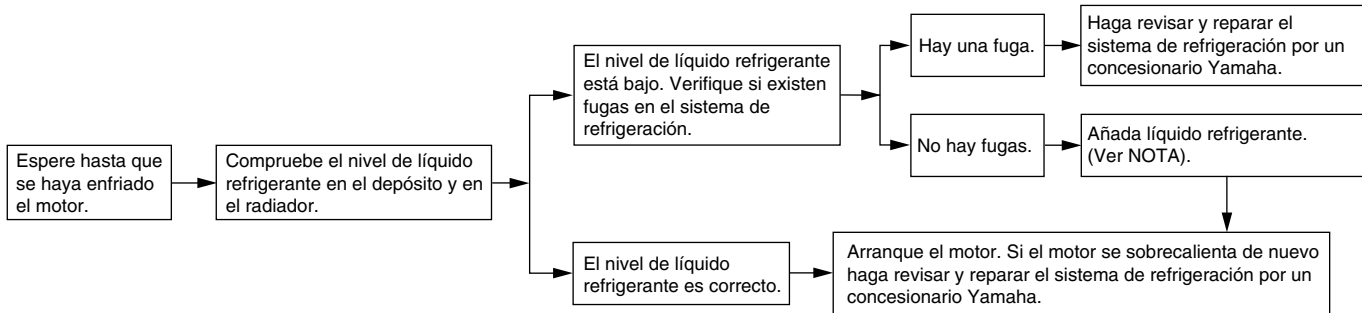 Espere hasta que
se haya enfriado
el motor.
Compruebe el nivel de líquido
refrigerante en el depósito y en
el radiador.
El nivel de líquido refrigerante
está bajo. Verifique si existen
fugas en el sistema de
refrigeración.
Hay una fuga.
Haga revisar y reparar el
sistema de refrigeración por un
concesionario Yamaha.
No hay fugas.
Añada líquido refrigerante.
(Ver NOTA).
El nivel de líquido
refrigerante es correcto.
Arranque el motor. Si el motor se sobrecalienta de nuevo
haga revisar y reparar el sistema de refrigeración por un
concesionario Yamaha.